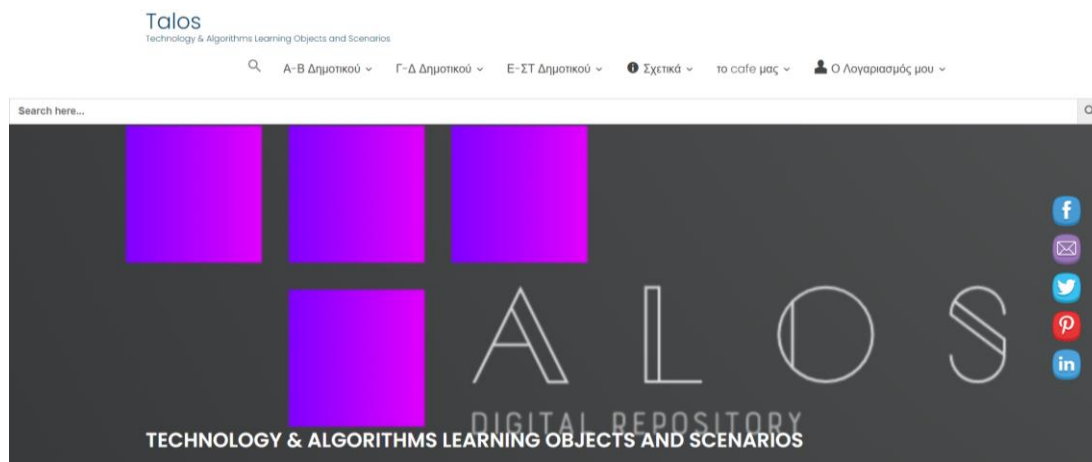 Talos
Technology & Algorithms Learning Objects and Scenarios
Α-Β Δημοτικού Γ-Δ Δημοτικού Ε-ΣΤ Δημοτικού Σχετικά το cafe μας Ο Λογαριασμός μου
Search here...
ALOS
DIGITAL REPOSITORY
TECHNOLOGY & ALGORITHMS LEARNING OBJECTS AND SCENARIOS